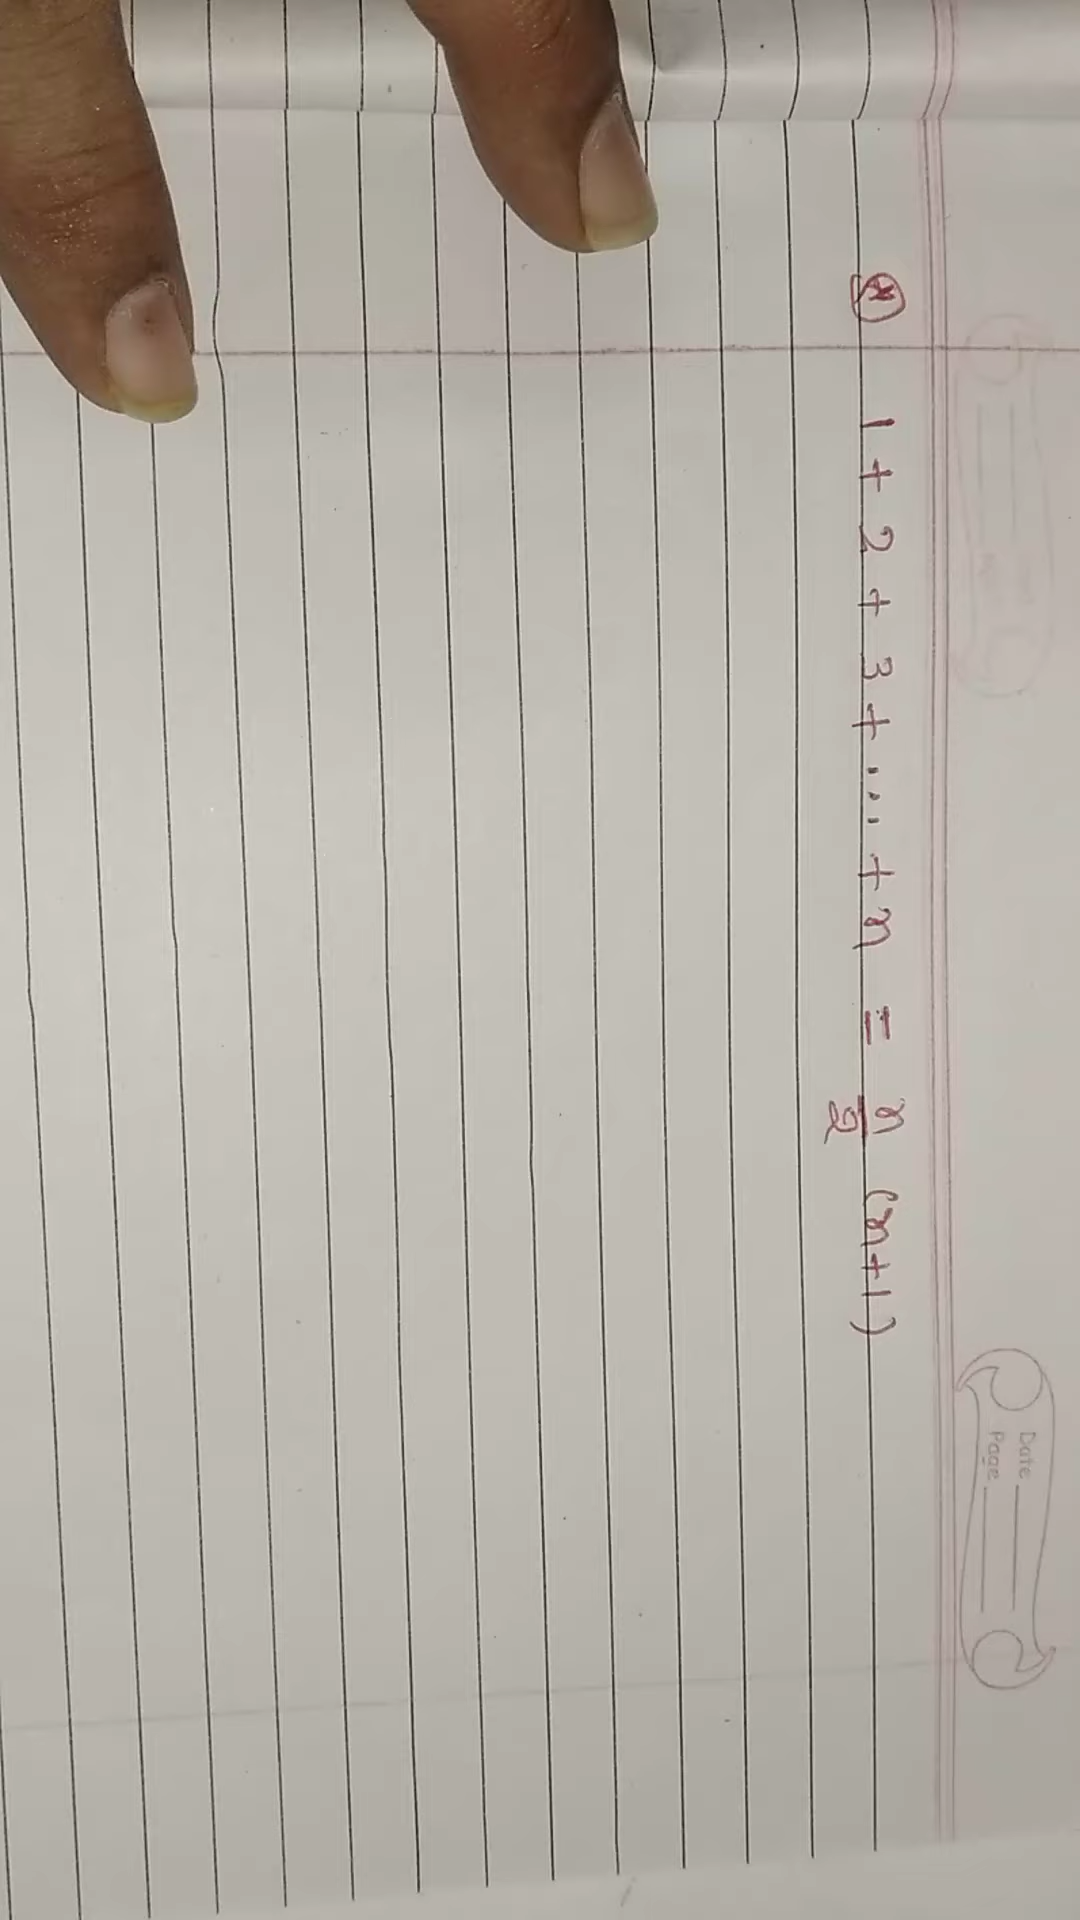 Date
Page
* 1 + 2 + 3 + ... + n = n/2 (n+1)